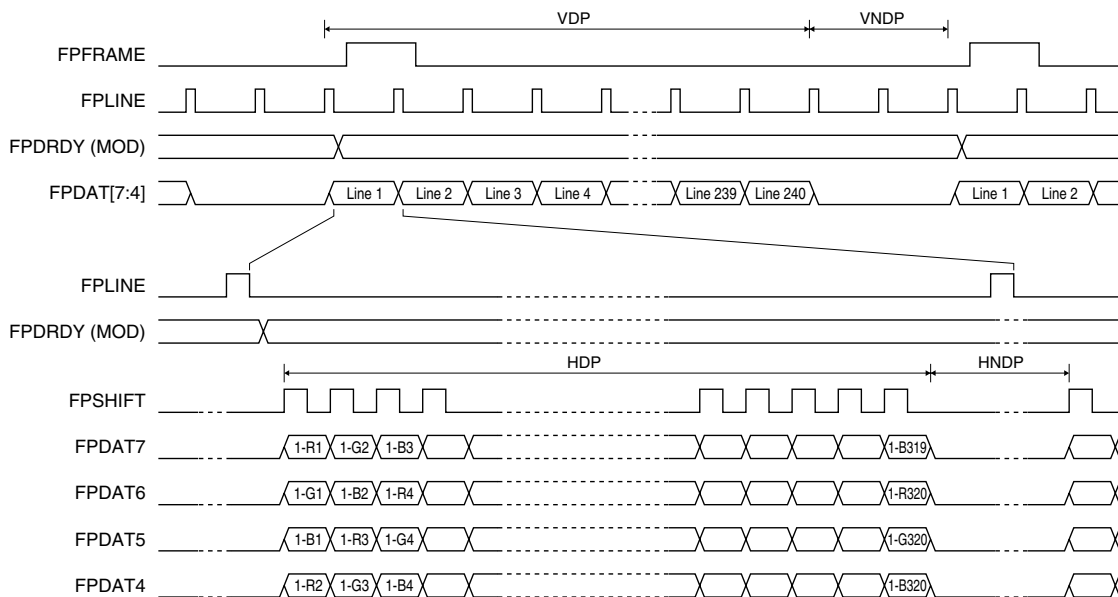 VDP VNDP
FPFRAME
FPLINE
FPDRDY (MOD)
FPDAT[7:4] Line 1 Line 2 Line 3 Line 4 Line 239 Line 240 Line 1 Line 2
FPLINE
FPDRDY (MOD)
HDP HNDP
FPSHIFT
FPDAT7 1-R1 1-G2 1-B3 1-B319
FPDAT6 1-G1 1-B2 1-R4 1-R320
FPDAT5 1-B1 1-R3 1-G4 1-G320
FPDAT4 1-R2 1-G3 1-B4 1-B320